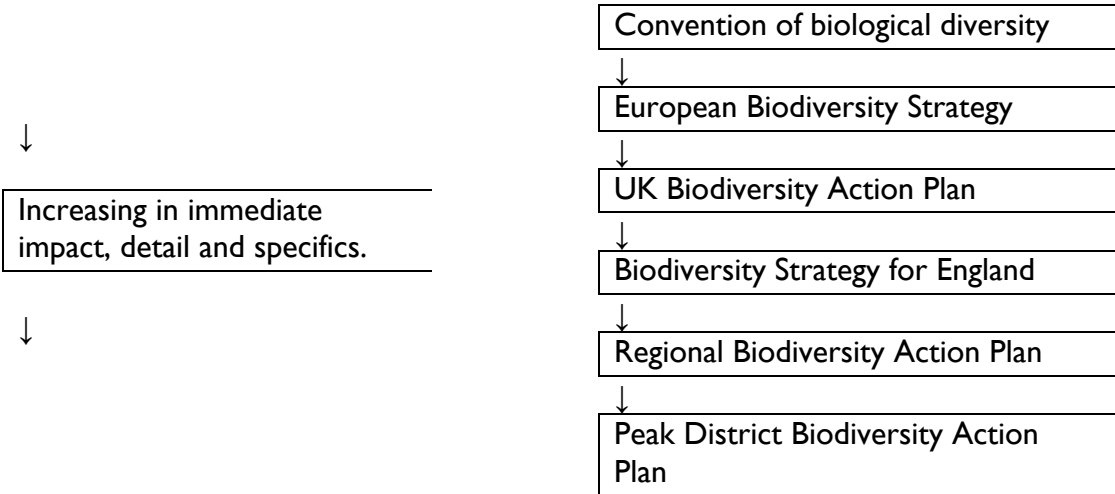 Convention of biological diversity
↓
European Biodiversity Strategy
↓
UK Biodiversity Action Plan
↓
Biodiversity Strategy for England
↓
Regional Biodiversity Action Plan
↓
Peak District Biodiversity Action
Plan
↓
Increasing in immediate
impact, detail and specifics.
↓